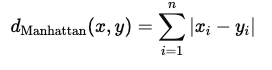 d_Manhattan(x, y) = ∑_{i=1}^{n} |x_i − y_i|